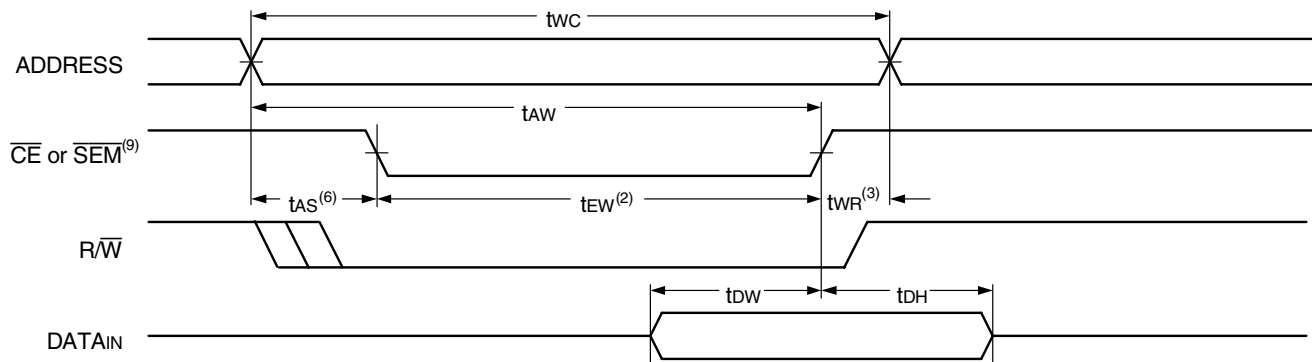 tWC
ADDRESS
tAW
CE or SEM(9)
tAS(6)
tEW(2)
tWR(3)
R/W
tDW
tDH
DATAIN